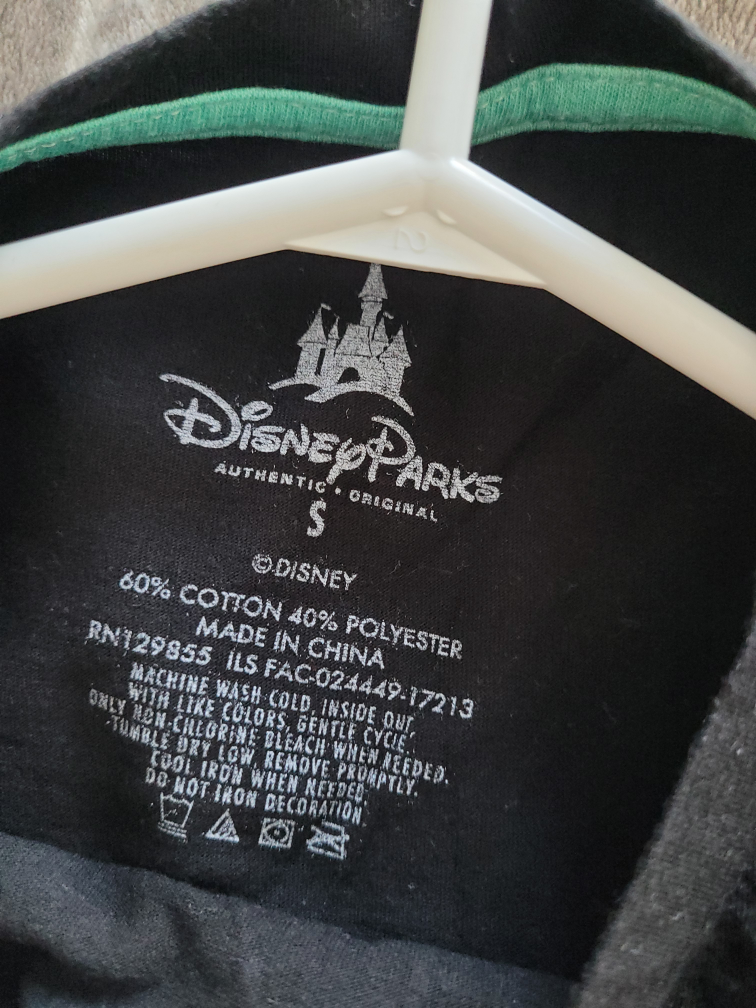 DISNEY PARKS
AUTHENTIC • ORIGINAL
S
©DISNEY
60% COTTON 40% POLYESTER
MADE IN CHINA
RN129855 ILS FAC-024449-17213
MACHINE WASH COLD, INSIDE OUT,
WITH LIKE COLORS, GENTLE CYCLE.
ONLY NON-CHLORINE BLEACH WHEN NEEDED.
TUMBLE DRY LOW, REMOVE PROMPTLY.
COOL IRON WHEN NEEDED.
DO NOT IRON DECORATION.